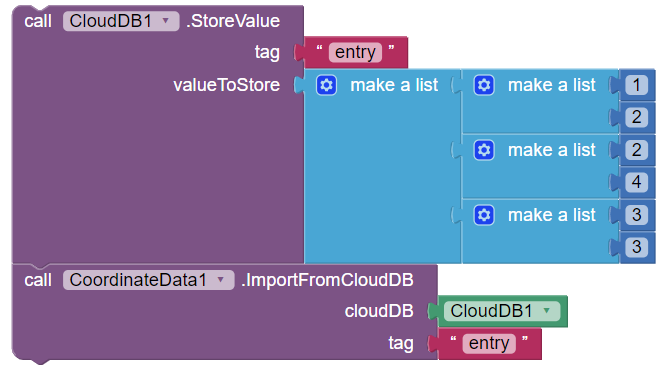 call CloudDB1 .StoreValue
tag " entry "
valueToStore make a list make a list 1
2
make a list 2
4
make a list 3
3
call CoordinateData1 .ImportFromCloudDB
cloudDB CloudDB1
tag " entry "